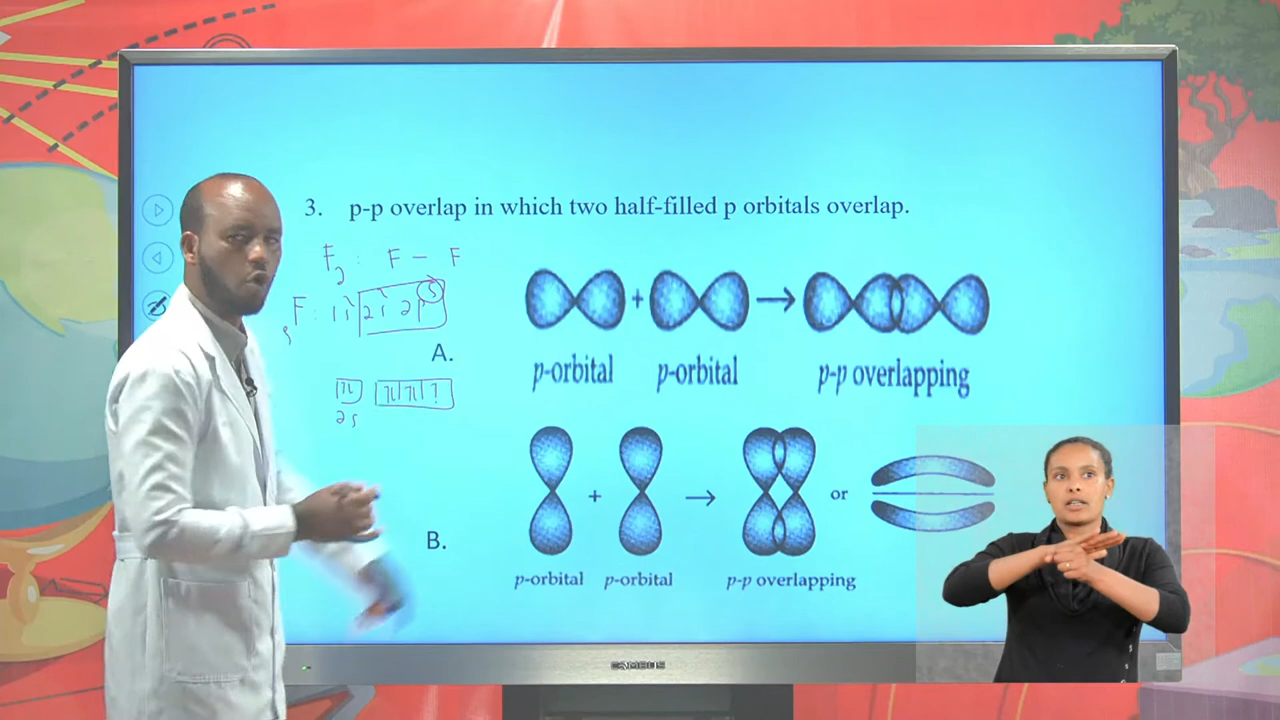 3. p-p overlap in which two half-filled p orbitals overlap.
F2 : F – F
9F : 1s² 2s² 2p⁵
+
A.
p-orbital p-orbital p-p overlapping
2s
+ or
B.
p-orbital p-orbital p-p overlapping